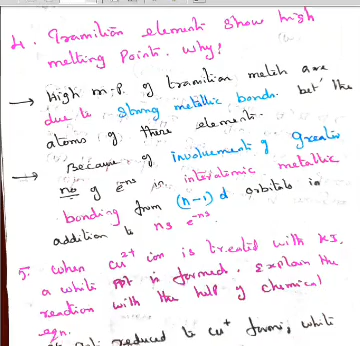 4. Transition elements show high
melting Point. why?
→ High m.p. of transition metals are
due to strong metallic bonds. betn the
atoms of these elements.
→ Because of involvement of greater
no of e̅ns in interatomic metallic
bonding from (n-1)d orbitals in
addition to ns e̅ns
5. when Cu2+ ion is treated with KI,
a white ppt is formed. Explain the
reaction with the help of chemical
eqn.
reduced to Cu+ forms, white